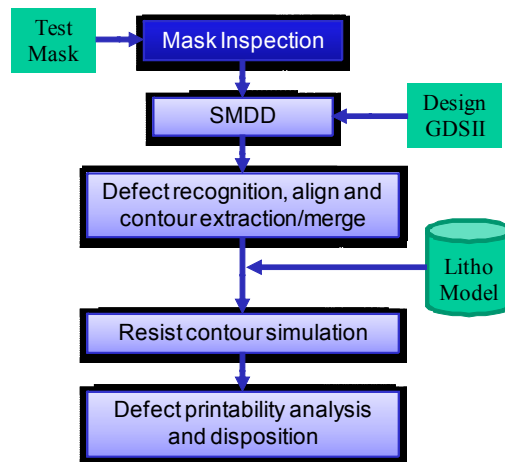 Test
Mask
Mask Inspection
SMDD
Design
GDSII
Defect recognition, align and
contour extraction/merge
Litho
Model
Resist contour simulation
Defect printability analysis
and disposition